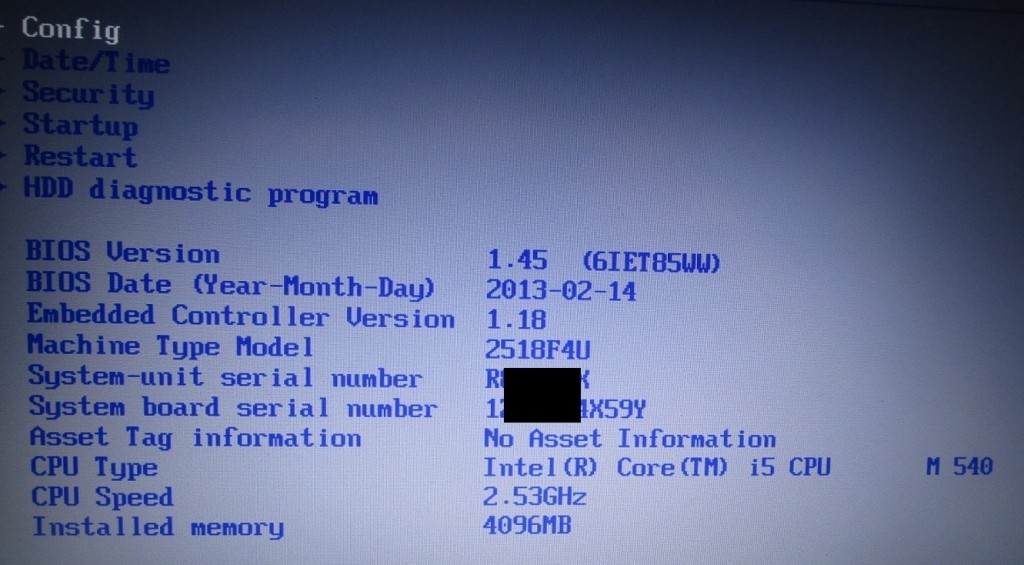 Config
Date/Time
Security
Startup
Restart
HDD diagnostic program
BIOS Version 1.45 (6IET85WW)
BIOS Date (Year-Month-Day) 2013-02-14
Embedded Controller Version 1.18
Machine Type Model 2518F4U
System-unit serial number
System board serial number
Asset Tag information No Asset Information
CPU Type Intel(R) Core(TM) i5 CPU M 540
CPU Speed 2.53GHz
Installed memory 4096MB